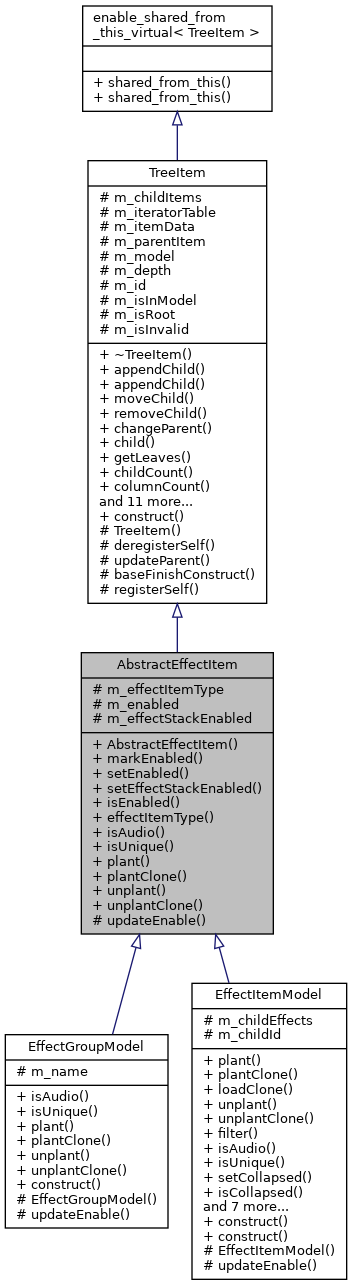 enable_shared_from
_this_virtual< TreeItem >
+ shared_from_this()
+ shared_from_this()
TreeItem
# m_childItems
# m_iteratorTable
# m_itemData
# m_parentItem
# m_model
# m_depth
# m_id
# m_isInModel
# m_isRoot
# m_isInvalid
+ ~TreeItem()
+ appendChild()
+ appendChild()
+ moveChild()
+ removeChild()
+ changeParent()
+ child()
+ getLeaves()
+ childCount()
+ columnCount()
and 11 more...
+ construct()
# TreeItem()
# deregisterSelf()
# updateParent()
# baseFinishConstruct()
# registerSelf()
AbstractEffectItem
# m_effectItemType
# m_enabled
# m_effectStackEnabled
+ AbstractEffectItem()
+ markEnabled()
+ setEnabled()
+ setEffectStackEnabled()
+ isEnabled()
+ effectItemType()
+ isAudio()
+ isUnique()
+ plant()
+ plantClone()
+ unplant()
+ unplantClone()
# updateEnable()
EffectGroupModel
# m_name
+ isAudio()
+ isUnique()
+ plant()
+ plantClone()
+ unplant()
+ unplantClone()
+ construct()
# EffectGroupModel()
# updateEnable()
EffectItemModel
# m_childEffects
# m_childId
+ plant()
+ plantClone()
+ loadClone()
+ unplant()
+ unplantClone()
+ filter()
+ isAudio()
+ isUnique()
+ setCollapsed()
+ isCollapsed()
and 7 more...
+ construct()
+ construct()
# EffectItemModel()
# updateEnable()